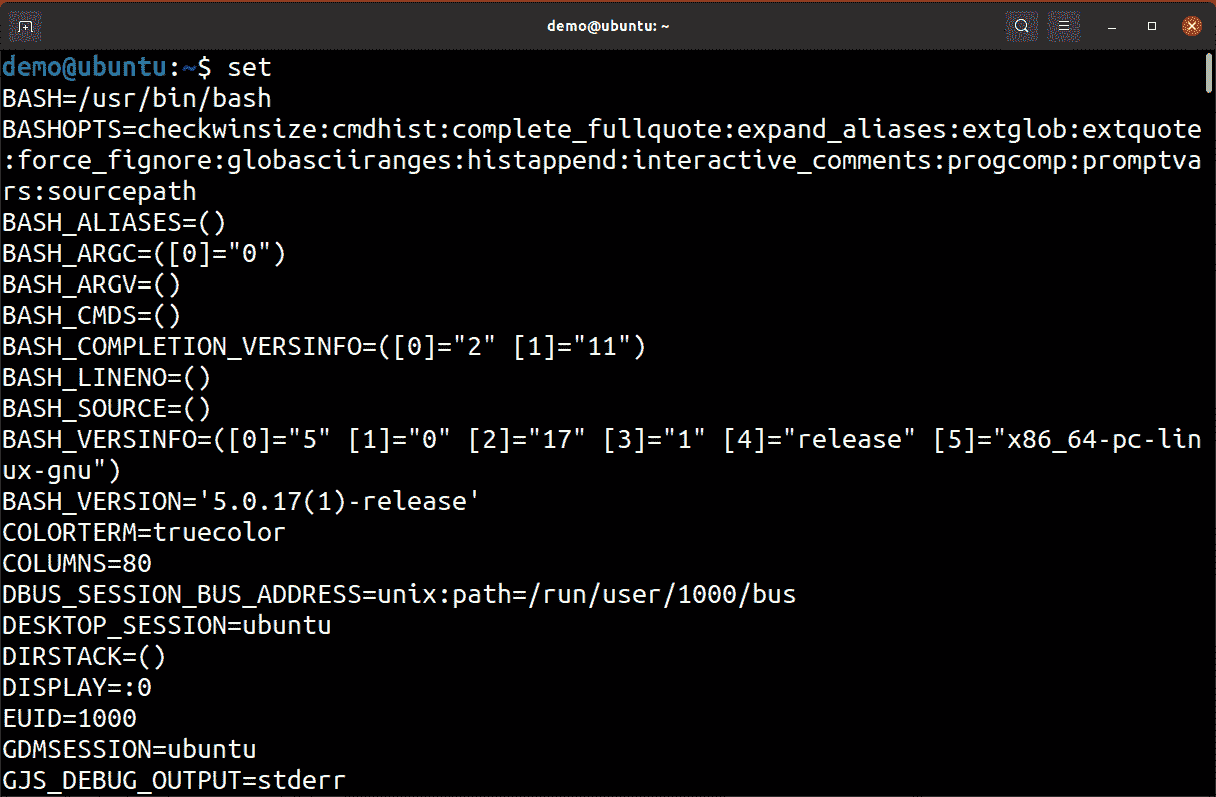 demo@ubuntu: ~
demo@ubuntu:~$ set
BASH=/usr/bin/bash
BASHOPTS=checkwinsize:cmdhist:complete_fullquote:expand_aliases:extglob:extquote
:force_fignore:globasciiranges:histappend:interactive_comments:progcomp:promptva
rs:sourcepath
BASH_ALIASES=()
BASH_ARGC=([0]="0")
BASH_ARGV=()
BASH_CMDS=()
BASH_COMPLETION_VERSINFO=([0]="2" [1]="11")
BASH_LINENO=()
BASH_SOURCE=()
BASH_VERSINFO=([0]="5" [1]="0" [2]="17" [3]="1" [4]="release" [5]="x86_64-pc-lin
ux-gnu")
BASH_VERSION='5.0.17(1)-release'
COLORTERM=truecolor
COLUMNS=80
DBUS_SESSION_BUS_ADDRESS=unix:path=/run/user/1000/bus
DESKTOP_SESSION=ubuntu
DIRSTACK=()
DISPLAY=:0
EUID=1000
GDMSESSION=ubuntu
GJS_DEBUG_OUTPUT=stderr